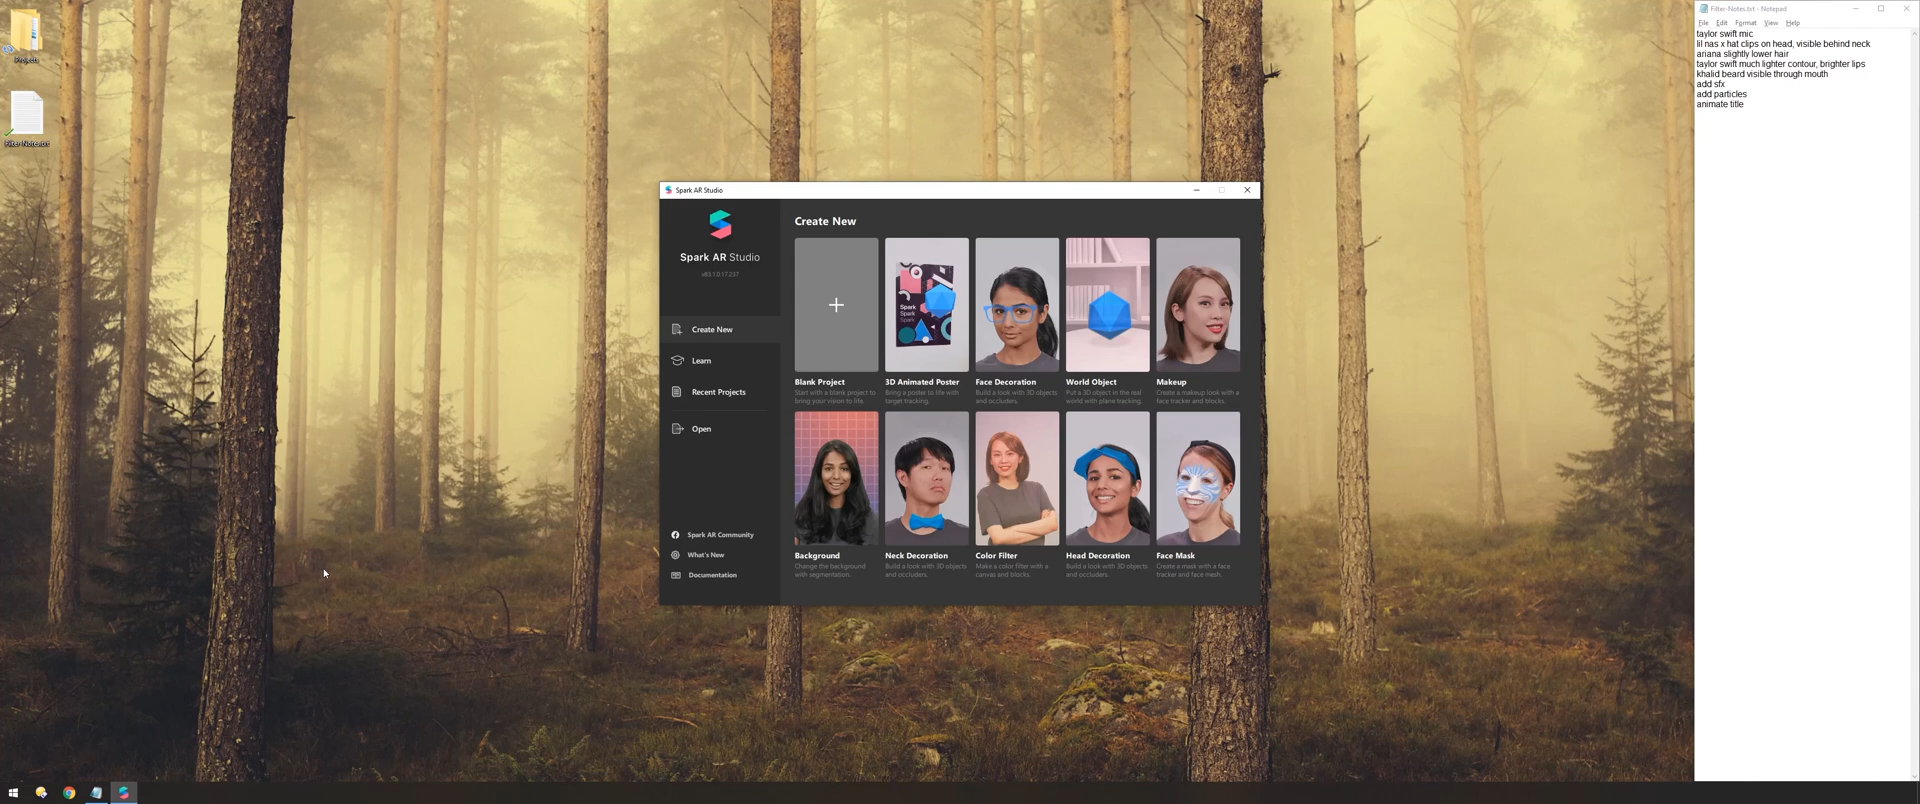 Projects
Filter-Notes.txt
Spark AR Studio
Spark AR Studio
v83.1.0.17.237
Create New
Learn
Recent Projects
Open
Spark AR Community
What's New
Documentation
Create New
Spark
Spark
Spark
Blank Project
Start with a blank project to
bring your vision to life.
3D Animated Poster
Bring a poster to life with
target tracking.
Face Decoration
Build a look with 3D objects
and occluders.
World Object
Put a 3D object in the real
world with plane tracking.
Makeup
Create a makeup look with a
face tracker and blocks.
Background
Change the background
with segmentation.
Neck Decoration
Build a look with 3D objects
and occluders.
Color Filter
Make a color filter with a
canvas and blocks.
Head Decoration
Build a look with 3D objects
and occluders.
Face Mask
Create a mask with a face
tracker and face mesh.
Filter-Notes.txt - Notepad
File Edit Format View Help
taylor swift mic
lil nas x hat clips on head, visible behind neck
ariana slightly lower hair
taylor swift much lighter contour, brighter lips
khalid beard visible through mouth
add sfx
add particles
animate title